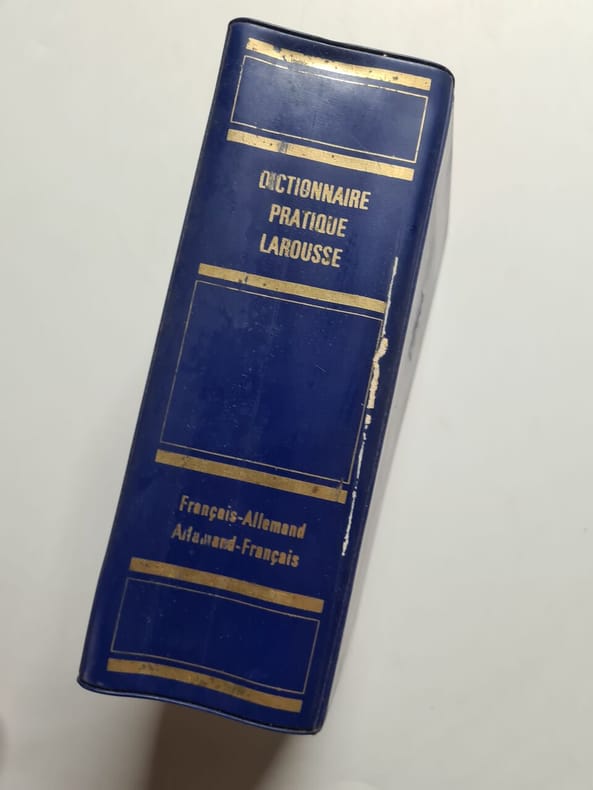 DICTIONNAIRE
PRATIQUE
LAROUSSE
Français-Allemand
Allemand-Français